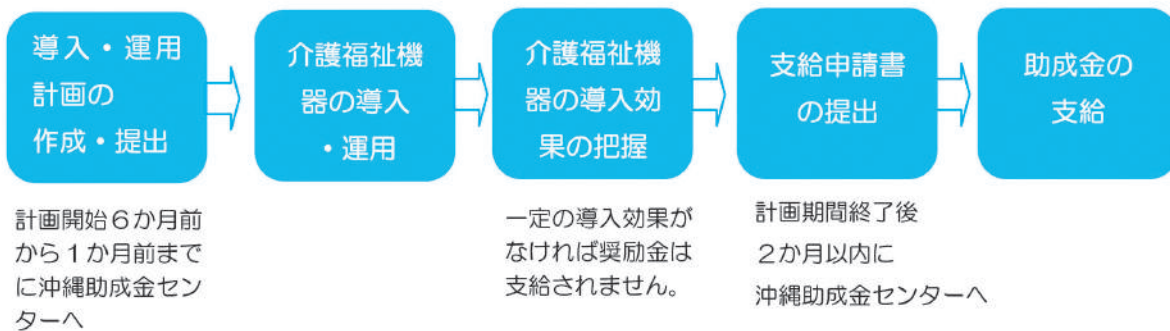 導入・運用
計画の
作成・提出
介護福祉機
器の導入
・運用
介護福祉機
器の導入効
果の把握
支給申請書
の提出
助成金の
支給
計画開始６か月前
から１か月前まで
に沖縄助成金セン
ターへ
一定の導入効果が
なければ奨励金は
支給されません。
計画期間終了後
２か月以内に
沖縄助成金センターへ